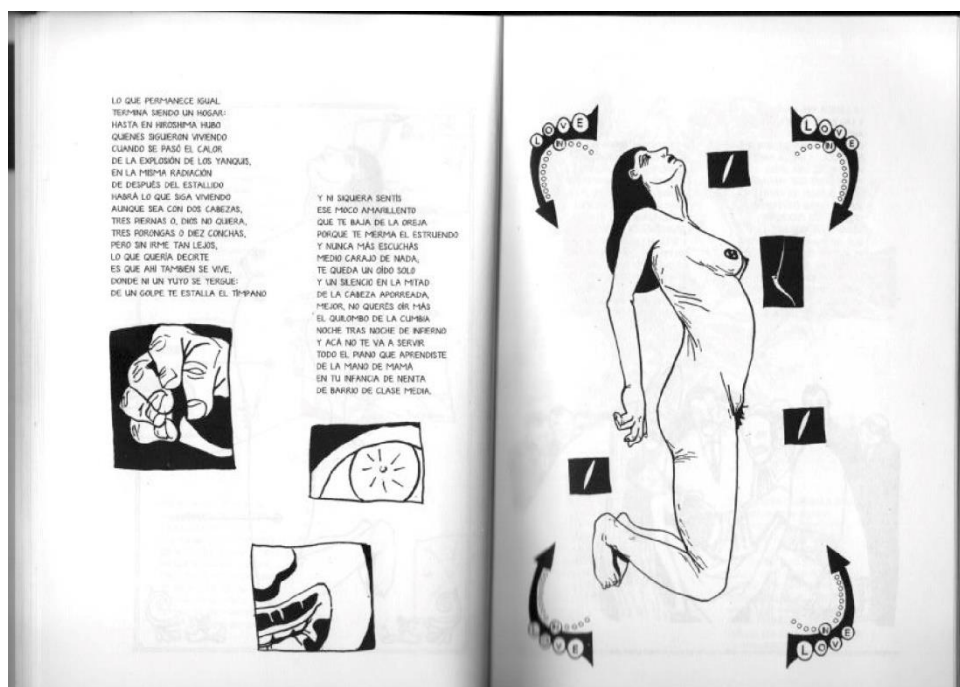 LO QUE PERMANECE IGUAL
TERMINA SIENDO UN HOGAR:
HASTA EN HIROSHIMA HUBO
QUIENES SIGUIERON VIVIENDO
CUANDO SE PASÓ EL CALOR
DE LA EXPLOSIÓN DE LOS YANQUIS,
EN LA MISMA RADIACIÓN
DE DESPUÉS DEL ESTALLIDO
HABRÁ LO QUE SIGA VIVIENDO
AUNQUE SEA CON DOS CABEZAS,
TRES PIERNAS O, DIOS NO QUIERA,
TRES PORONGAS O DIEZ CONCHAS,
PERO SIN IRME TAN LEJOS,
LO QUE QUERÍA DECIRTE
ES QUE AHÍ TAMBIÉN SE VIVE,
DONDE NI UN YUYO SE YERGUE:
DE UN GOLPE TE ESTALLA EL TÍMPANO
Y NI SIQUIERA SENTÍS
ESE MOCO AMARILLENTO
QUE TE BAJA DE LA OREJA
PORQUE TE MERMA EL ESTRUENDO
Y NUNCA MÁS ESCUCHAS
MEDIO CARAJO DE NADA,
TE QUEDA UN OÍDO SOLO
Y UN SILENCIO EN LA MITAD
DE LA CABEZA APORREADA,
MEJOR, NO QUERÉS OÍR MÁS
EL QUILOMBO DE LA CUMBIA
NOCHE TRAS NOCHE DE INFIERNO
Y ACÁ NO TE VA A SERVIR
TODO EL PIANO QUE APRENDISTE
DE LA MANO DE MAMÁ
EN TU INFANCIA DE NENITA
DE BARRIO DE CLASE MEDIA.
LOVE
IN
LOVE
IN
IN
LOVE
IN
LOVE